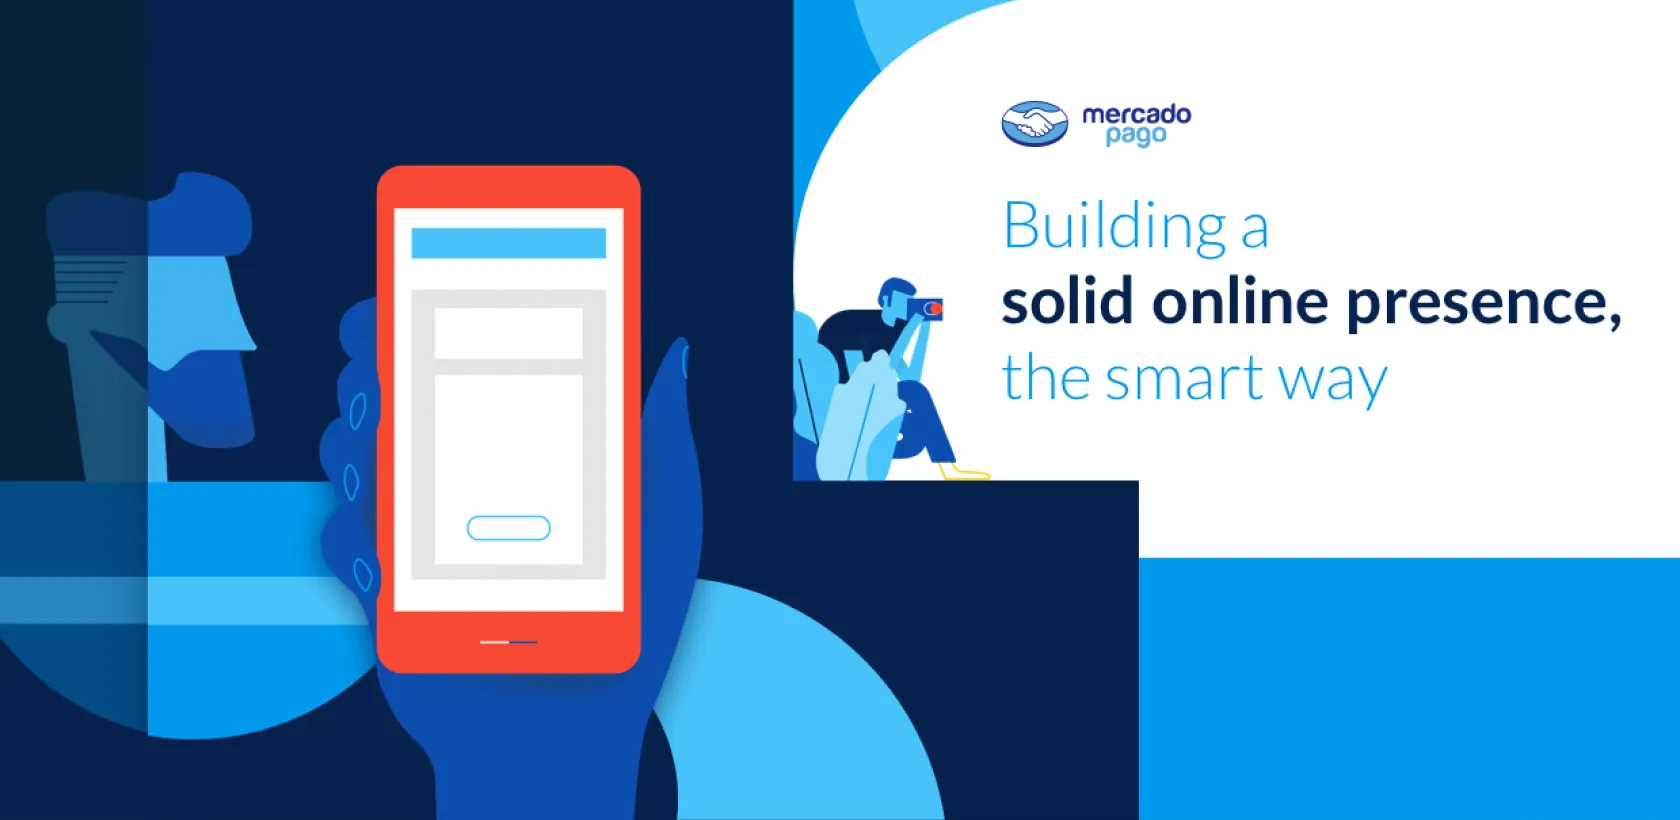 mercado
pago
Building a
solid online presence,
the smart way